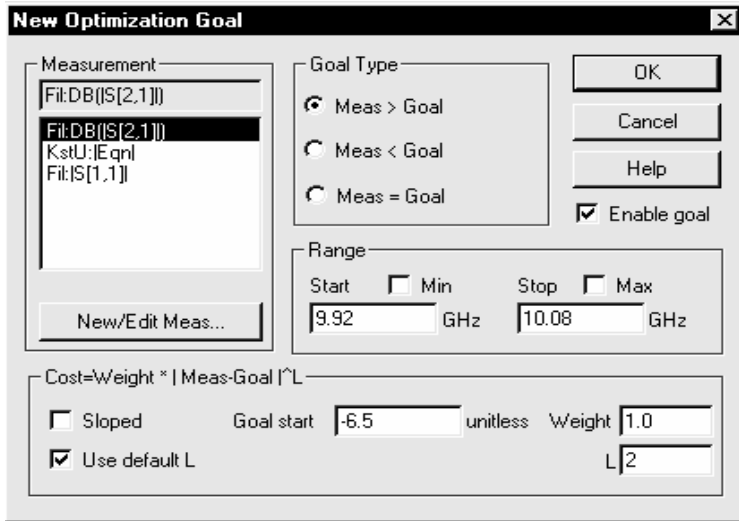 New Optimization Goal
Measurement
Fil:DB(|S[2,1]|)
Fil:DB(|S[2,1]|)
KstU:|Eqn|
Fil:|S[1,1]|
New/Edit Meas...
Goal Type
Meas > Goal
Meas < Goal
Meas = Goal
OK
Cancel
Help
Enable goal
Range
Start Min Stop Max
9.92 GHz 10.08 GHz
Cost=Weight * | Meas-Goal |^L
Sloped Goal start -6.5 unitless Weight 1.0
Use default L L 2